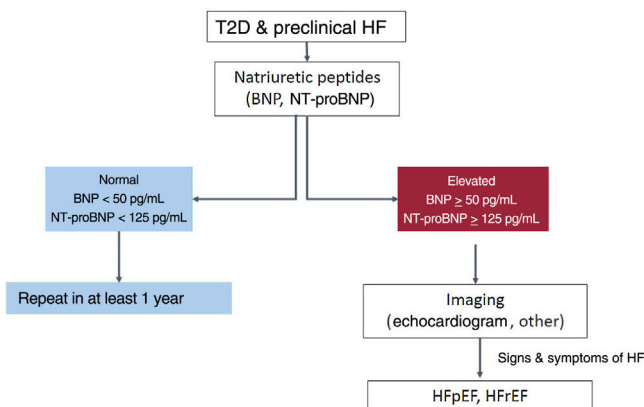 T2D & preclinical HF
Natriuretic peptides
(BNP, NT-proBNP)
Normal
BNP < 50 pg/mL
NT-proBNP < 125 pg/mL
Elevated
BNP ≥ 50 pg/mL
NT-proBNP ≥ 125 pg/mL
Repeat in at least 1 year
Imaging
(echocardiogram, other)
Signs & symptoms of HF
HFpEF, HFrEF